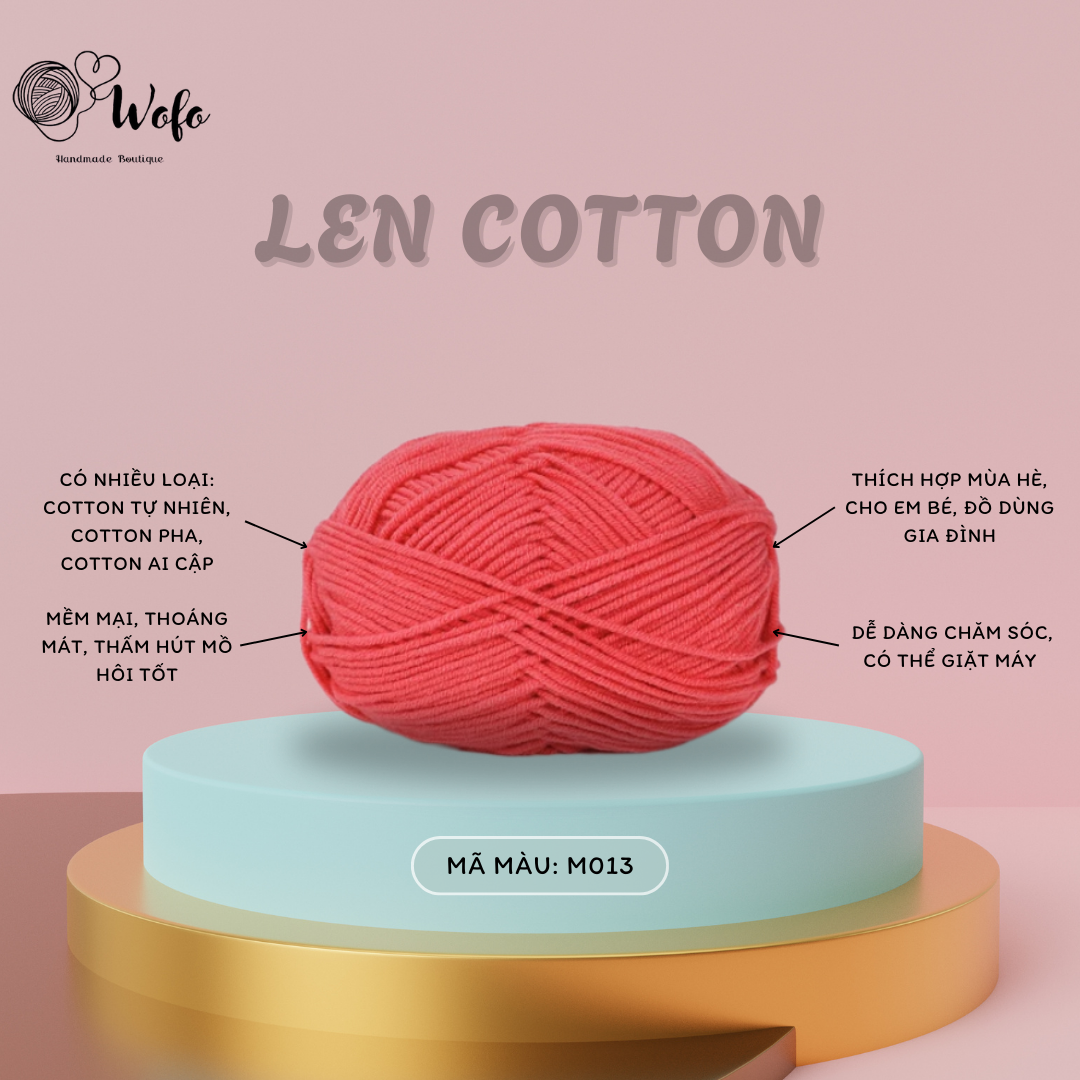 Wofo
Handmade Boutique
LEN COTTON
CÓ NHIỀU LOẠI:
COTTON TỰ NHIÊN,
COTTON PHA,
COTTON AI CẬP
MỀM MẠI, THOÁNG
MÁT, THẤM HÚT MỒ
HÔI TỐT
THÍCH HỢP MÙA HÈ,
CHO EM BÉ, ĐỒ DÙNG
GIA ĐÌNH
DỄ DÀNG CHĂM SÓC,
CÓ THỂ GIẶT MÁY
MÃ MÀU: M013